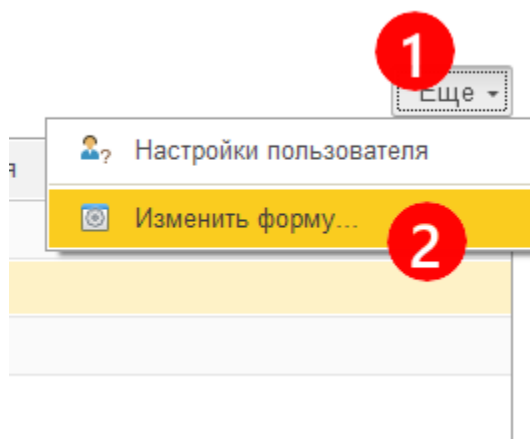 1
Еще
Настройки пользователя
я
Изменить форму...
2